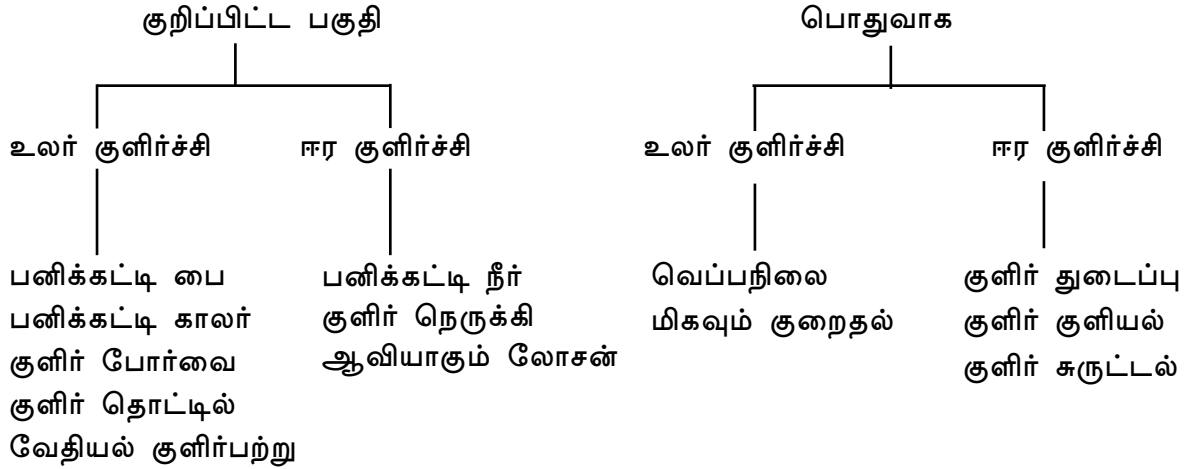 குறிப்பிட்ட பகுதி
உலர் குளிர்ச்சி
பனிக்கட்டி பை
பனிக்கட்டி காலர்
குளிர் போர்வை
குளிர் தொட்டில்
வேதியல் குளிர்பற்று
ஈர குளிர்ச்சி
பனிக்கட்டி நீர்
குளிர் நெருக்கி
ஆவியாகும் லோசன்
பொதுவாக
உலர் குளிர்ச்சி
வெப்பநிலை
மிகவும் குறைதல்
ஈர குளிர்ச்சி
குளிர் துடைப்பு
குளிர் குளியல்
குளிர் சுருட்டல்